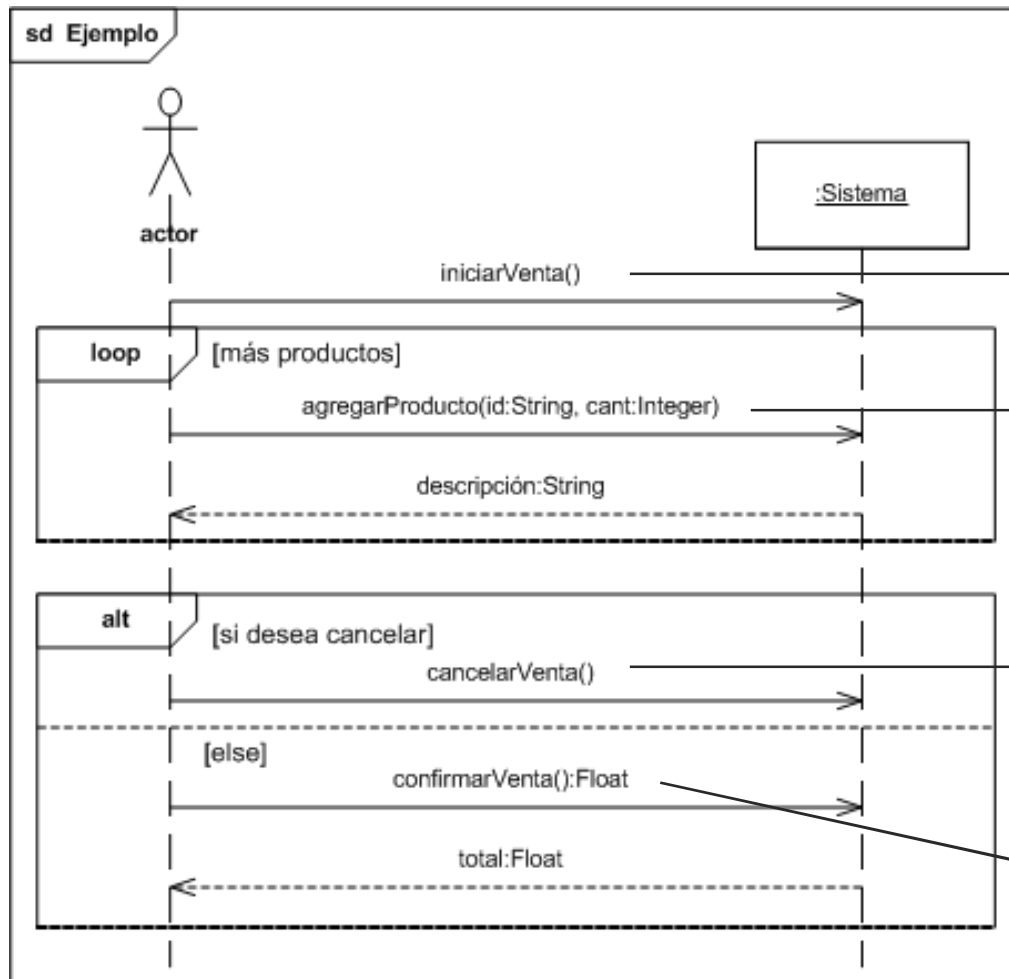 sd Ejemplo
actor
:Sistema
iniciarVenta()
loop [más productos]
agregarProducto(id:String, cant:Integer)
descripción:String
alt
[si desea cancelar]
cancelarVenta()
[else]
confirmarVenta():Float
total:Float